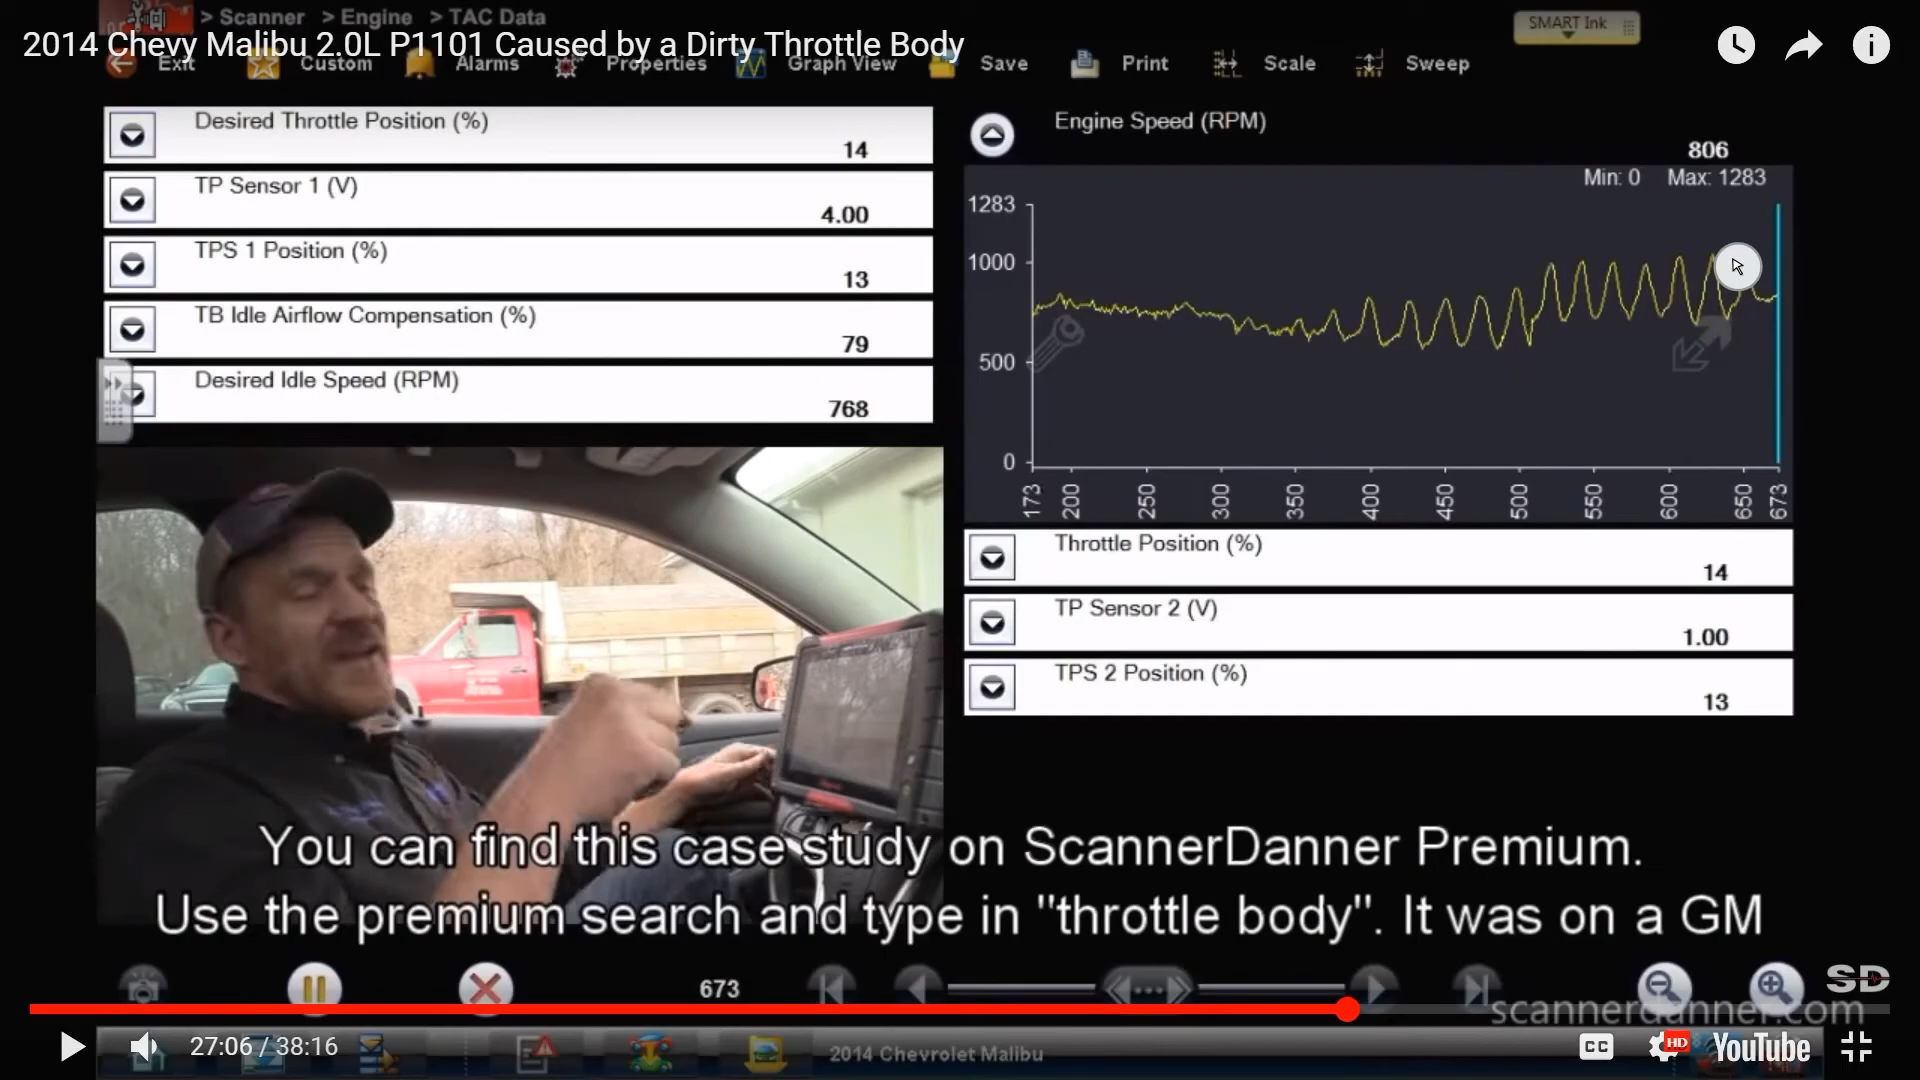 > Scanner > Engine > TAC Data
SMART Ink
2014 Chevy Malibu 2.0L P1101 Caused by a Dirty Throttle Body
Exit Custom Alarms Properties Graph View Save Print Scale Sweep
Desired Throttle Position (%)
14
TP Sensor 1 (V)
4.00
TPS 1 Position (%)
13
TB Idle Airflow Compensation (%)
79
Desired Idle Speed (RPM)
768
Engine Speed (RPM)
806
Min: 0 Max: 1283
1283
1000
500
0
173 200 250 300 350 400 450 500 550 600 650 673
Throttle Position (%)
14
TP Sensor 2 (V)
1.00
TPS 2 Position (%)
13
You can find this case study on ScannerDanner Premium.
Use the premium search and type in "throttle body". It was on a GM
673
SD
scannerdanner.com
27:06 / 38:16
2014 Chevrolet Malibu
CC
HD
YouTube